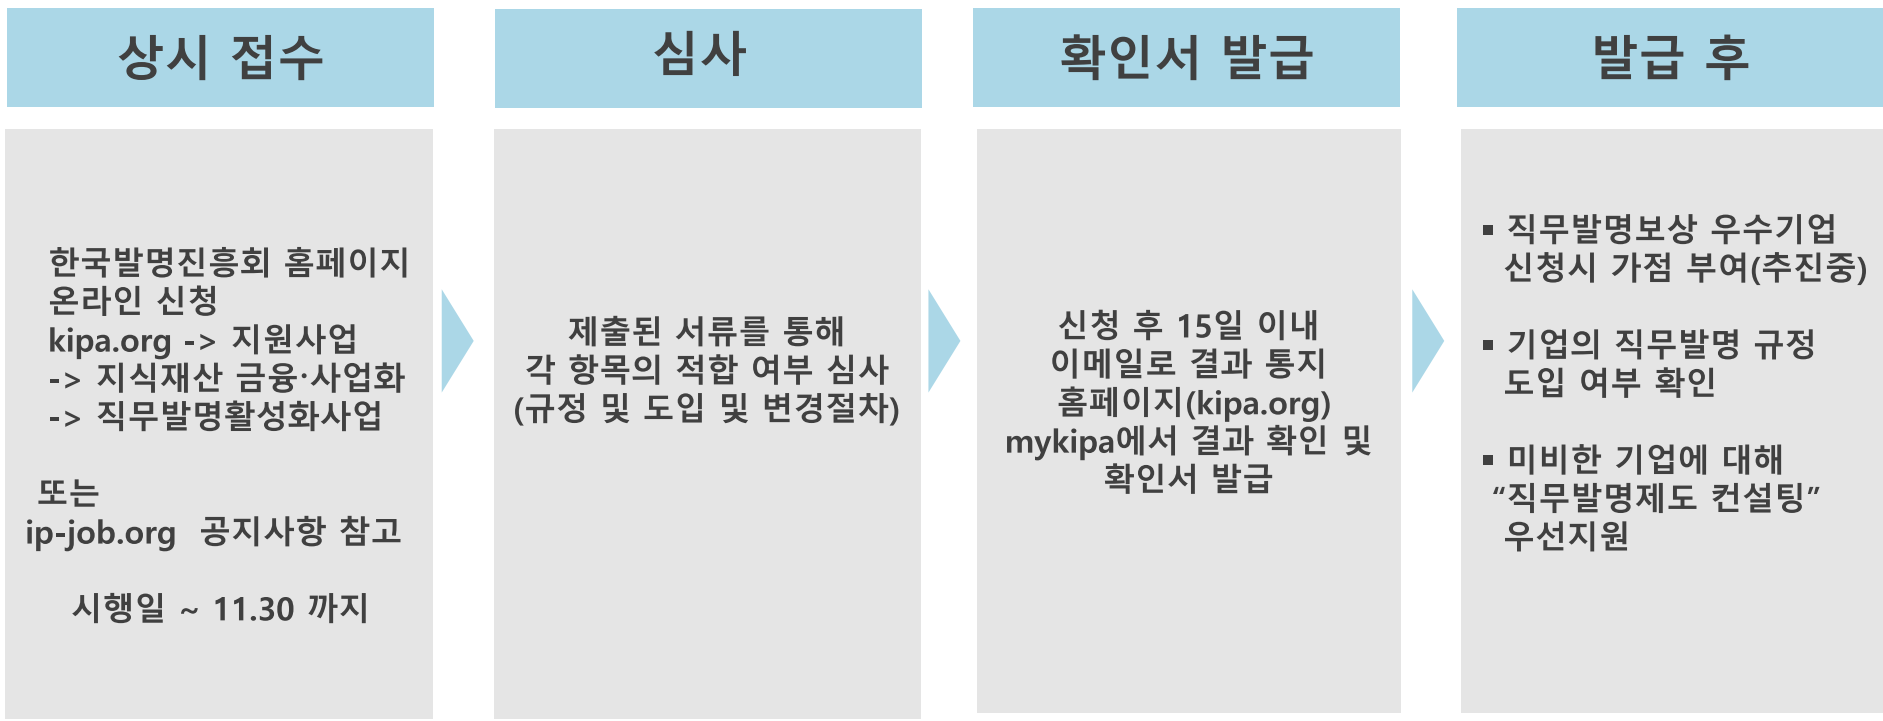 상시 접수
한국발명진흥회 홈페이지
온라인 신청
kipa.org -> 지원사업
-> 지식재산 금융·사업화
-> 직무발명활성화사업
또는
ip-job.org 공지사항 참고
시행일 ~ 11.30 까지
심사
제출된 서류를 통해
각 항목의 적합 여부 심사
(규정 및 도입 및 변경절차)
확인서 발급
신청 후 15일 이내
이메일로 결과 통지
홈페이지(kipa.org)
mykipa에서 결과 확인 및
확인서 발급
발급 후
▪ 직무발명보상 우수기업
신청시 가점 부여(추진중)
▪ 기업의 직무발명 규정
도입 여부 확인
▪ 미비한 기업에 대해
“직무발명제도 컨설팅”
우선지원